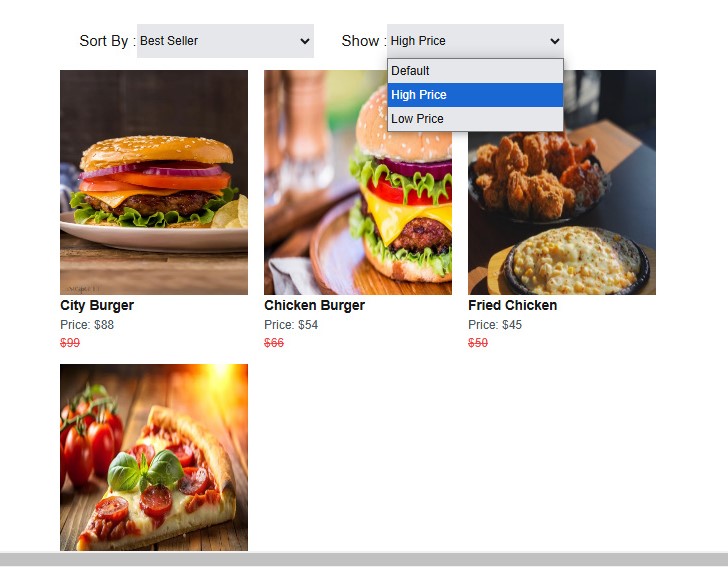 Sort By : Best Seller Show : High Price
Default
High Price
Low Price
City Burger Chicken Burger Fried Chicken
Price: $88 Price: $54 Price: $45
$99 $66 $50